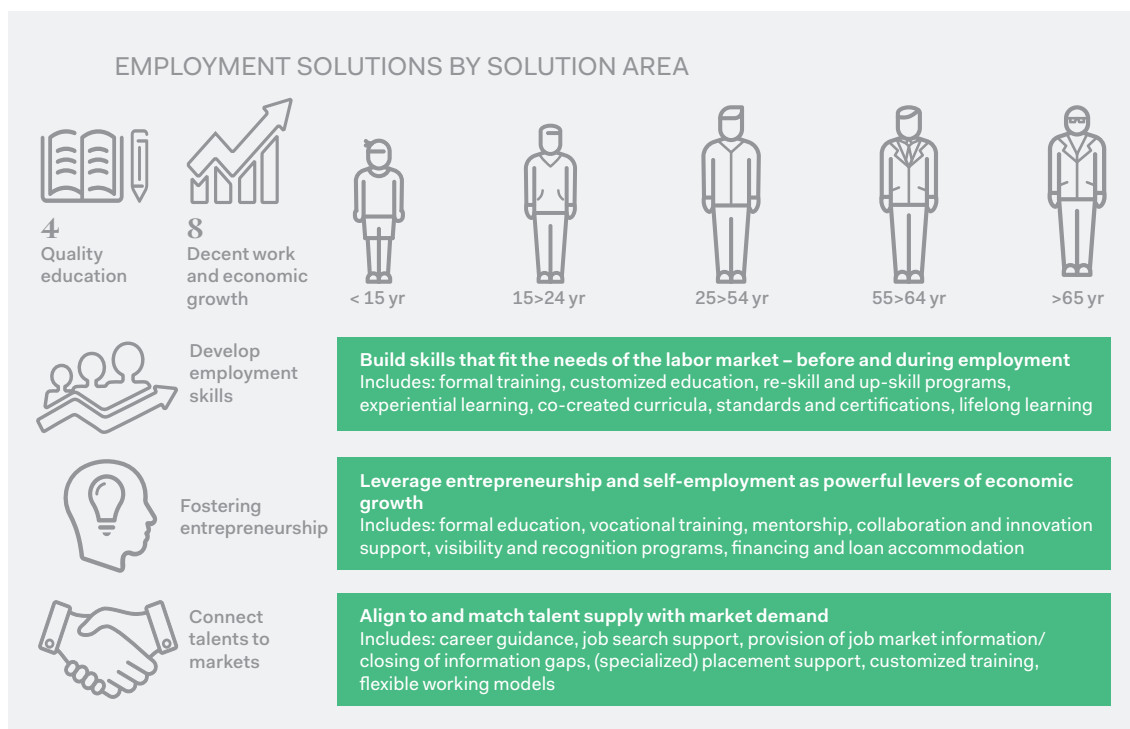 EMPLOYMENT SOLUTIONS BY SOLUTION AREA
4
Quality
education
8
Decent work
and economic
growth
< 15 yr
15>24 yr
25>54 yr
55>64 yr
>65 yr
Develop
employment
skills
Build skills that fit the needs of the labor market – before and during employment
Includes: formal training, customized education, re-skill and up-skill programs,
experiential learning, co-created curricula, standards and certifications, lifelong learning
Fostering
entrepreneurship
Leverage entrepreneurship and self-employment as powerful levers of economic
growth
Includes: formal education, vocational training, mentorship, collaboration and innovation
support, visibility and recognition programs, financing and loan accommodation
Connect
talents to
markets
Align to and match talent supply with market demand
Includes: career guidance, job search support, provision of job market information/
closing of information gaps, (specialized) placement support, customized training,
flexible working models